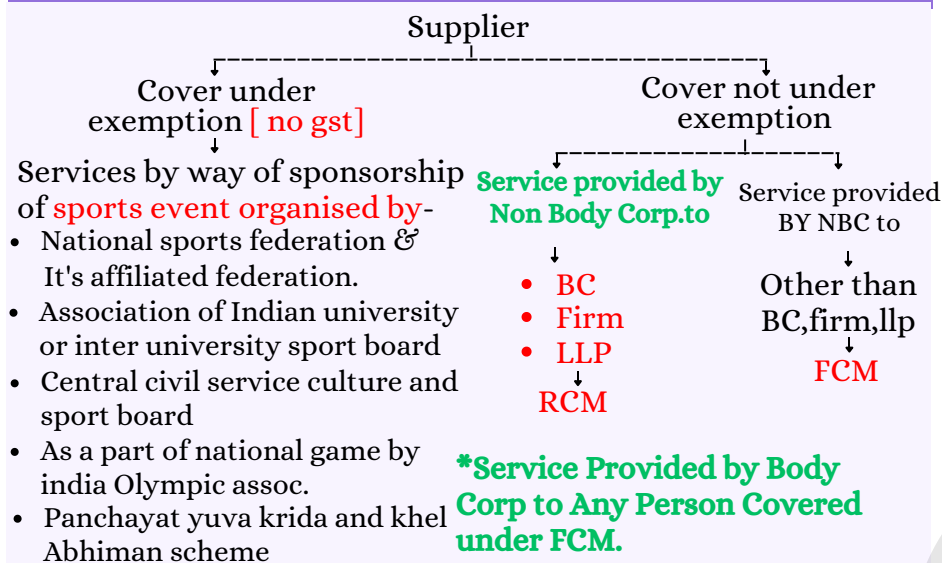 Supplier
Cover under
exemption [ no gst]
Services by way of sponsorship
of sports event organised by-
• National sports federation &
It's affiliated federation.
• Association of Indian university
or inter university sport board
• Central civil service culture and
sport board
• As a part of national game by
india Olympic assoc.
• Panchayat yuva krida and khel
Abhiman scheme
Cover not under
exemption
Service provided by
Non Body Corp.to
• BC
• Firm
• LLP
RCM
Service provided
BY NBC to
Other than
BC,firm,llp
FCM
*Service Provided by Body
Corp to Any Person Covered
under FCM.